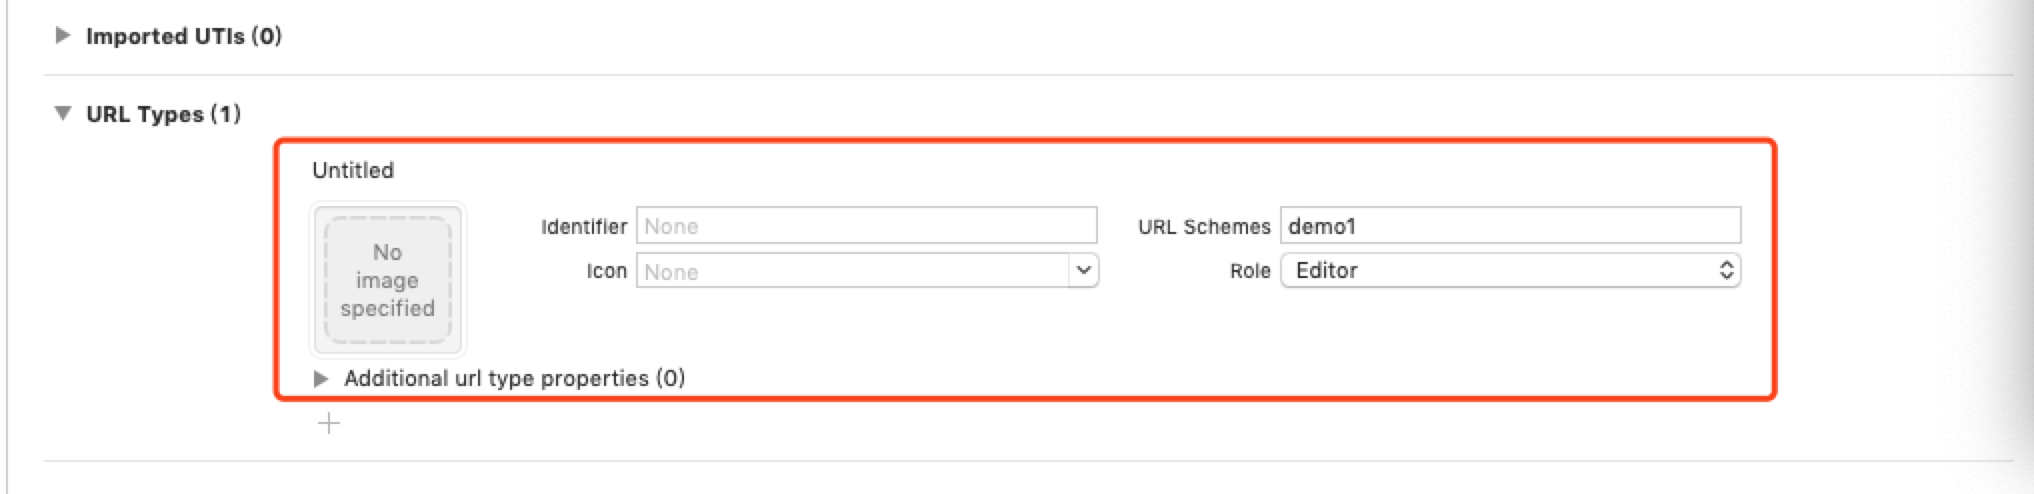 Imported UTIs (0)
URL Types (1)
Untitled
No
image
specified
Identifier None
URL Schemes demo1
Icon None
Role Editor
Additional url type properties (0)